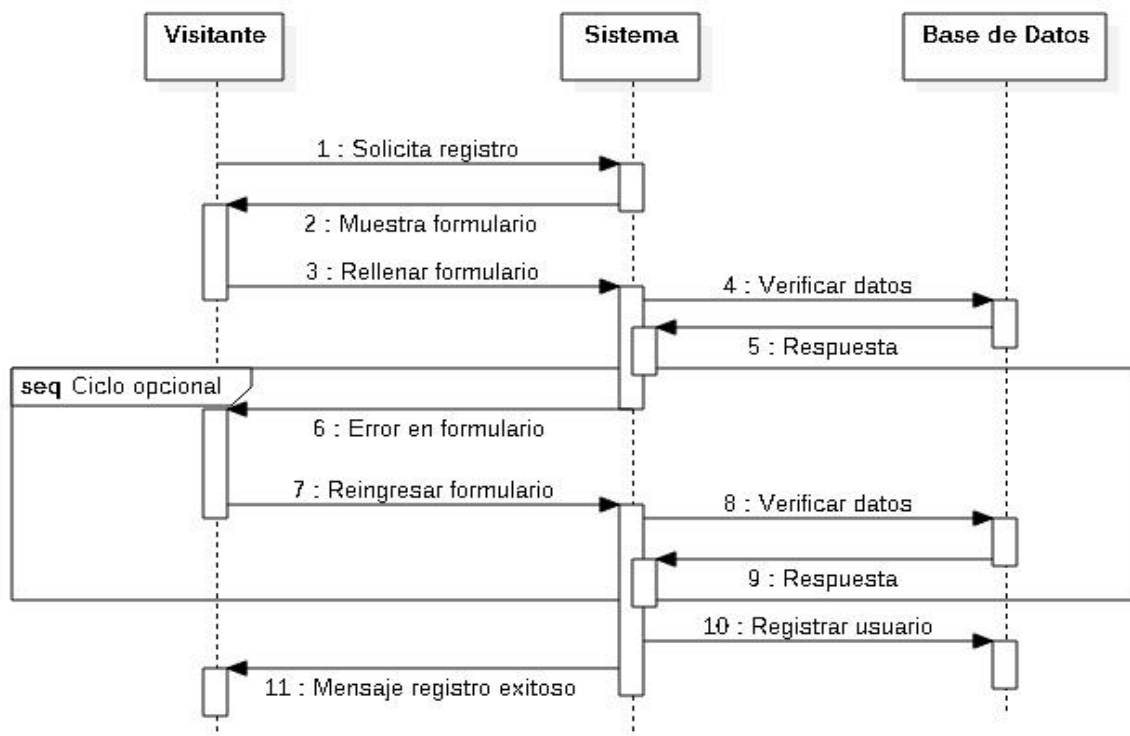 Visitante
Sistema
Base de Datos
1 : Solicita registro
2 : Muestra formulario
3 : Rellenar formulario
4 : Verificar datos
5 : Respuesta
seq Ciclo opcional
6 : Error en formulario
7 : Reingresar formulario
8 : Verificar datos
9 : Respuesta
10 : Registrar usuario
11 : Mensaje registro exitoso